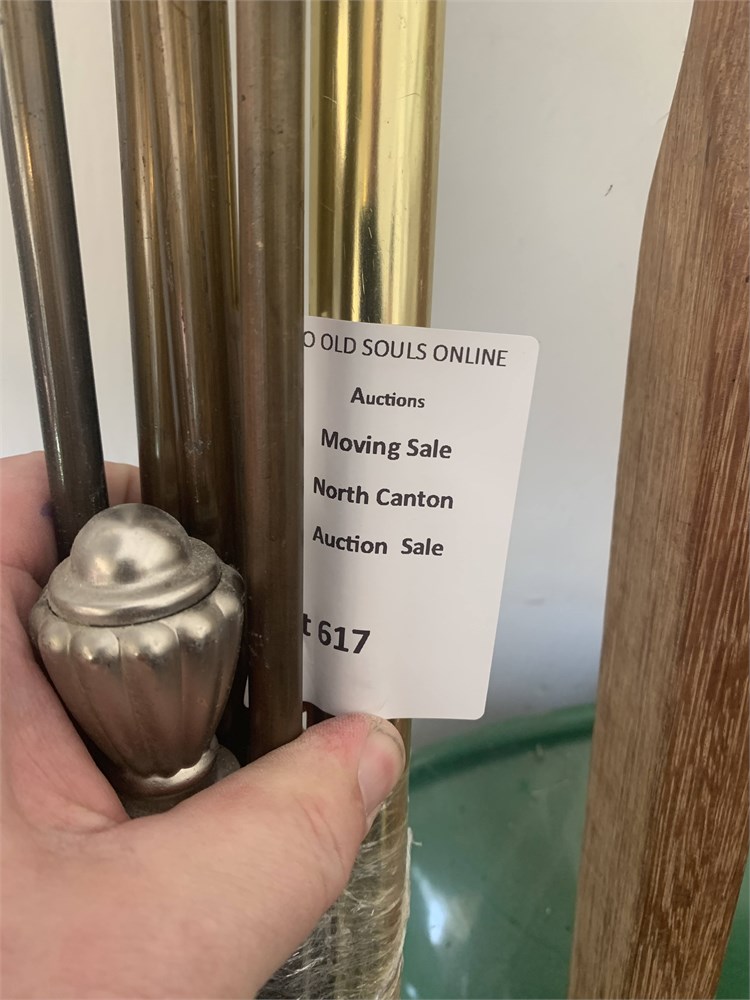 O OLD SOULS ONLINE
Auctions
Moving Sale
North Canton
Auction Sale
t 617